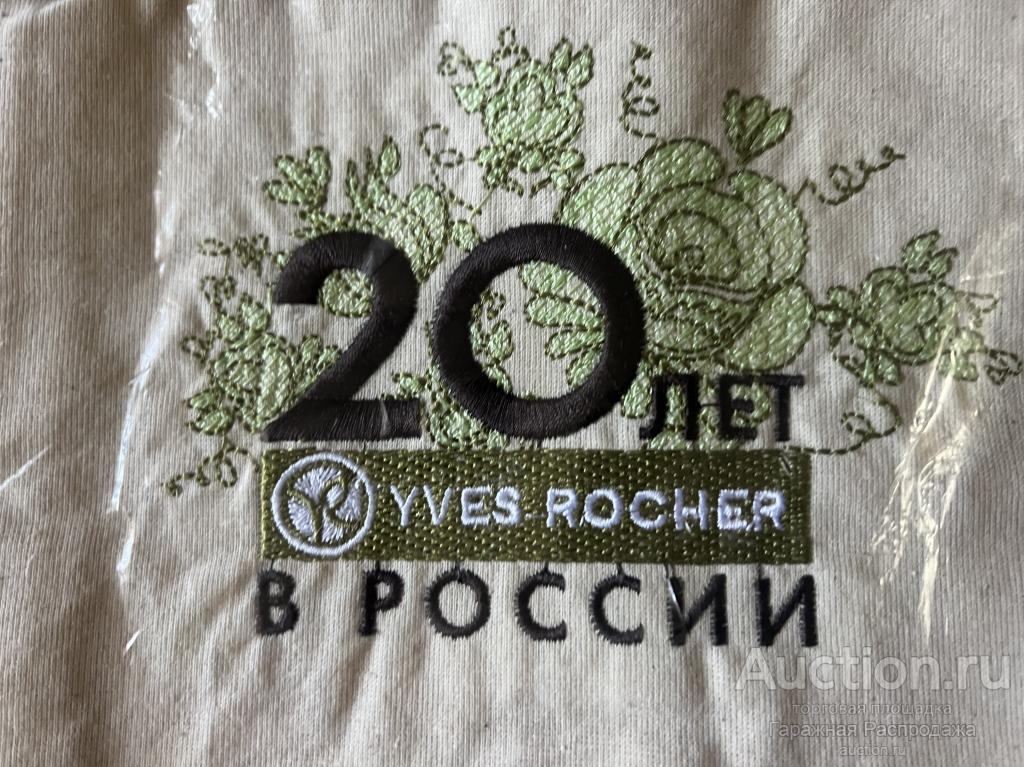 20 ЛЕТ
YVES ROCHER
В РОССИИ
Auction.ru
торговая площадка
Гаражная Распродажа
auction.ru